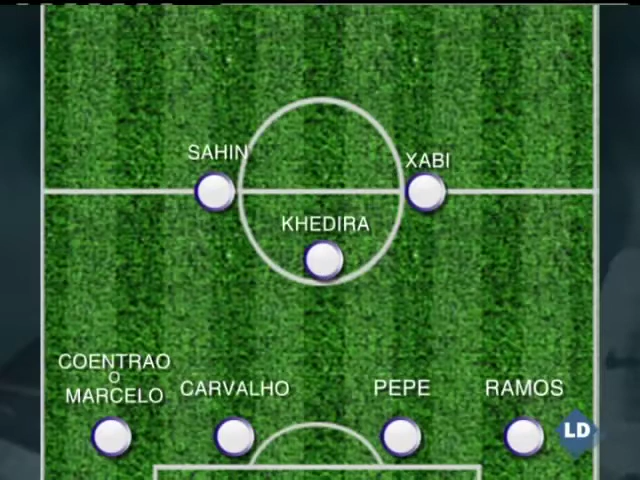 SAHIN
XABI
KHEDIRA
COENTRAO
O
MARCELO
CARVALHO
PEPE
RAMOS
LD